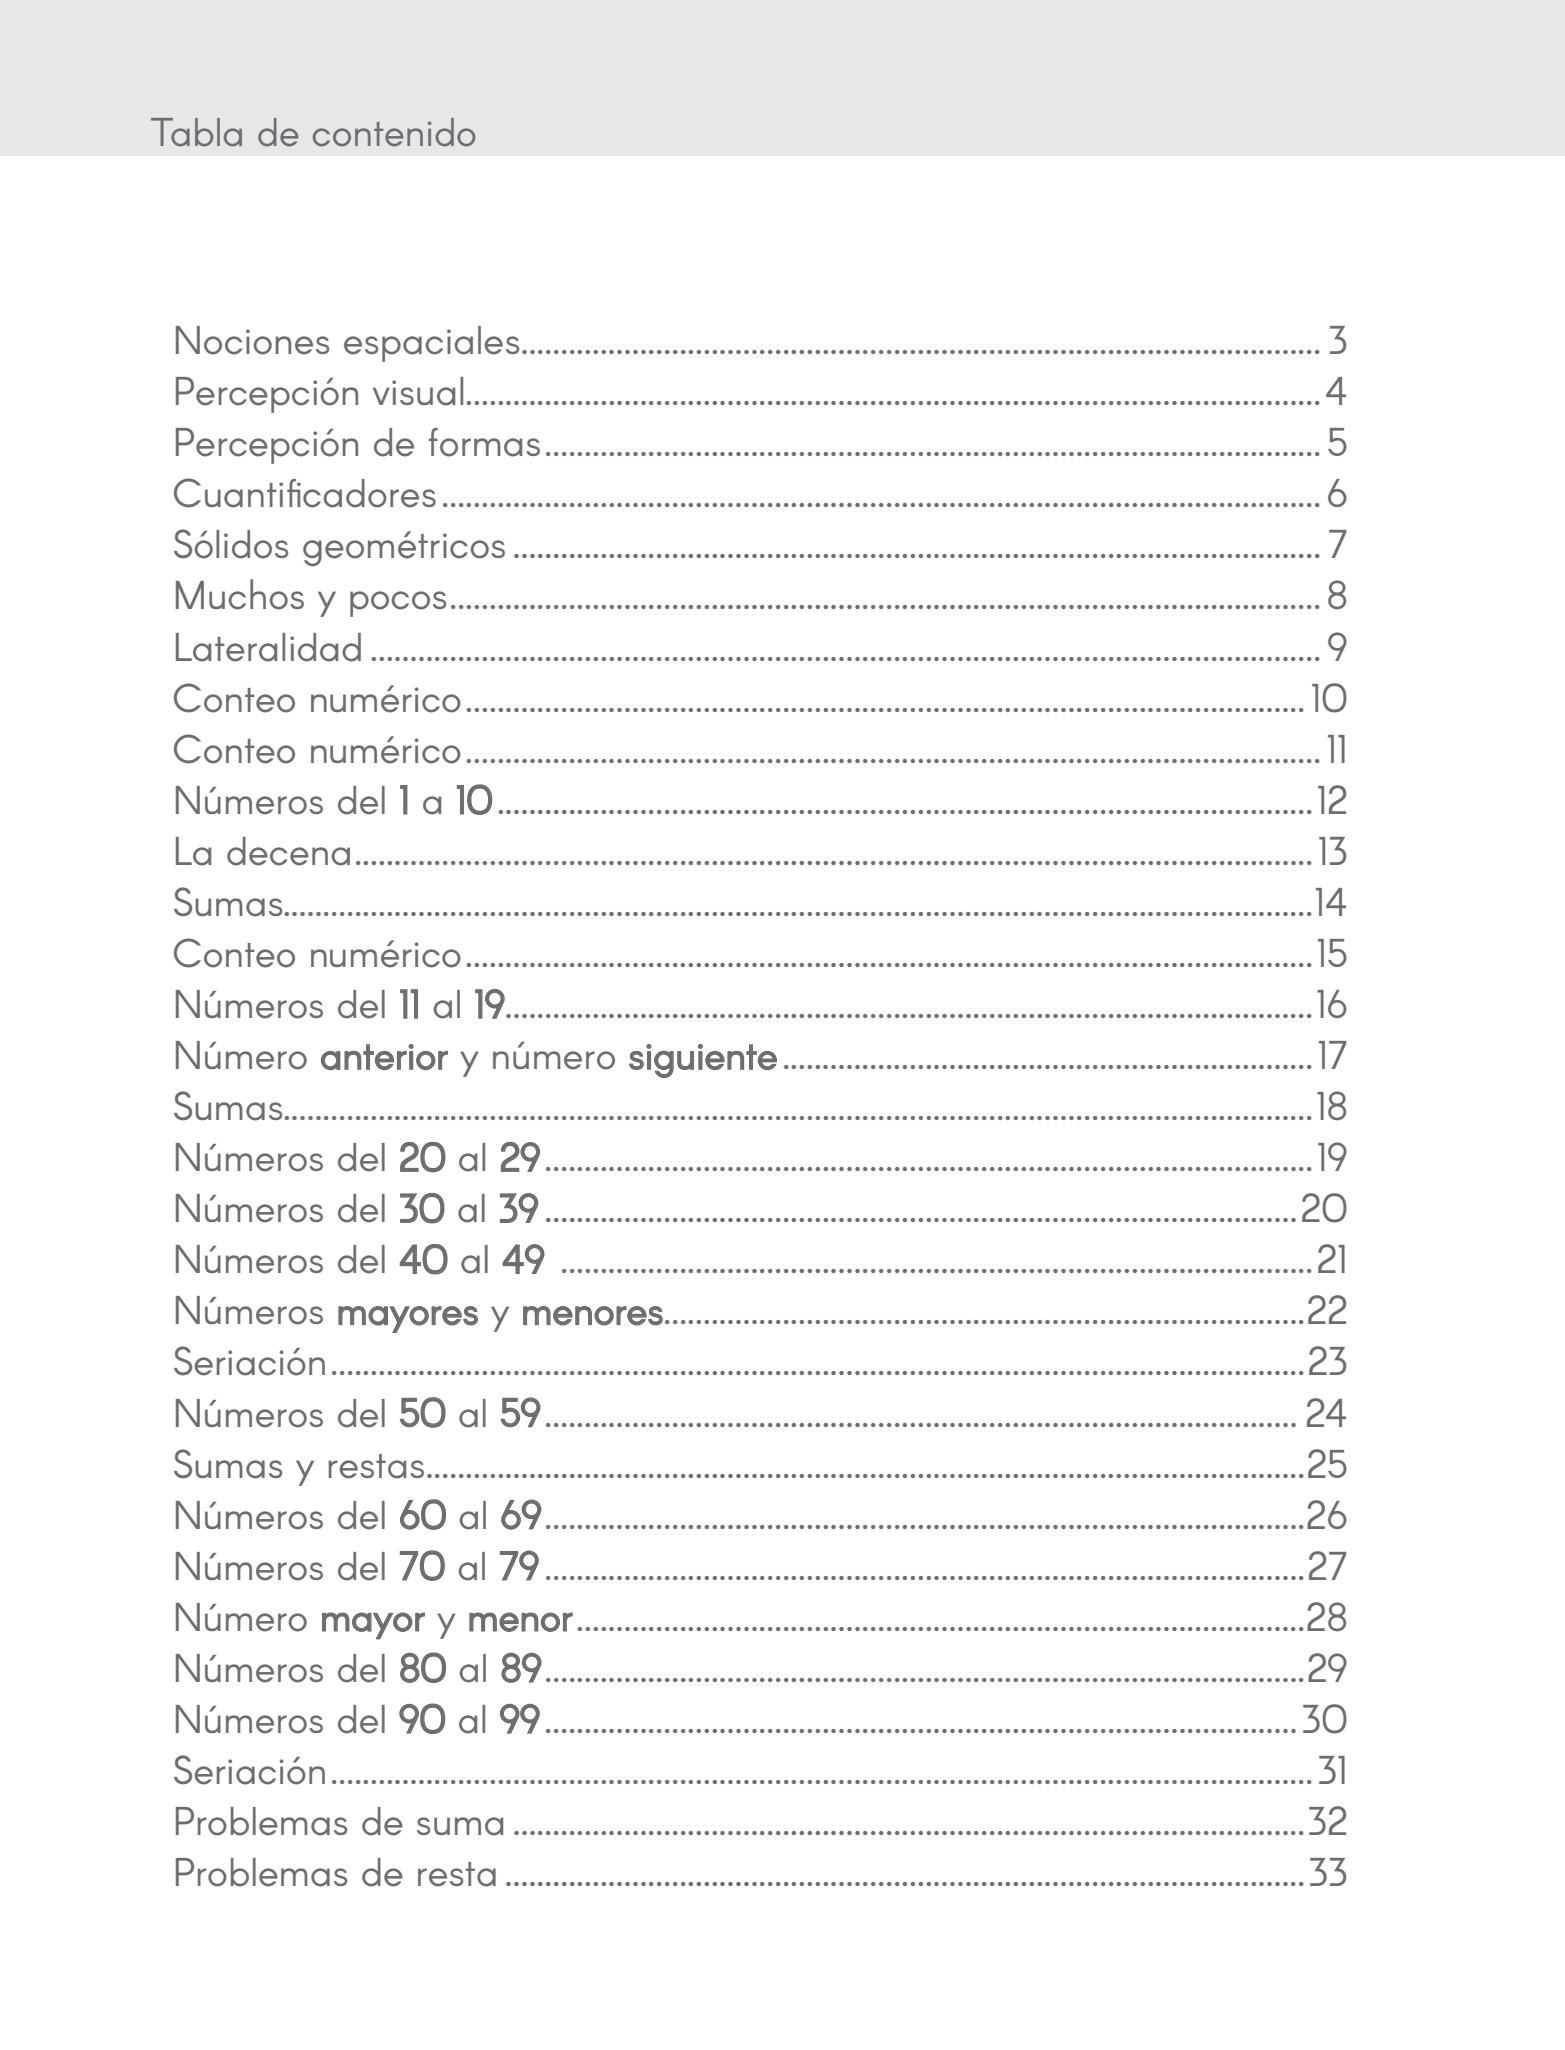 Tabla de contenido
Nociones espaciales........ 3
Percepción visual........ 4
Percepción de formas........ 5
Cuantificadores........ 6
Sólidos geométricos........ 7
Muchos y pocos........ 8
Lateralidad........ 9
Conteo numérico........ 10
Conteo numérico........ 11
Números del 1 a 10........ 12
La decena........ 13
Sumas........ 14
Conteo numérico........ 15
Números del 11 al 19........ 16
Número anterior y número siguiente........ 17
Sumas........ 18
Números del 20 al 29........ 19
Números del 30 al 39........ 20
Números del 40 al 49........ 21
Números mayores y menores........ 22
Seriación........ 23
Números del 50 al 59........ 24
Sumas y restas........ 25
Números del 60 al 69........ 26
Números del 70 al 79........ 27
Número mayor y menor........ 28
Números del 80 al 89........ 29
Números del 90 al 99........ 30
Seriación........ 31
Problemas de suma........ 32
Problemas de resta........ 33